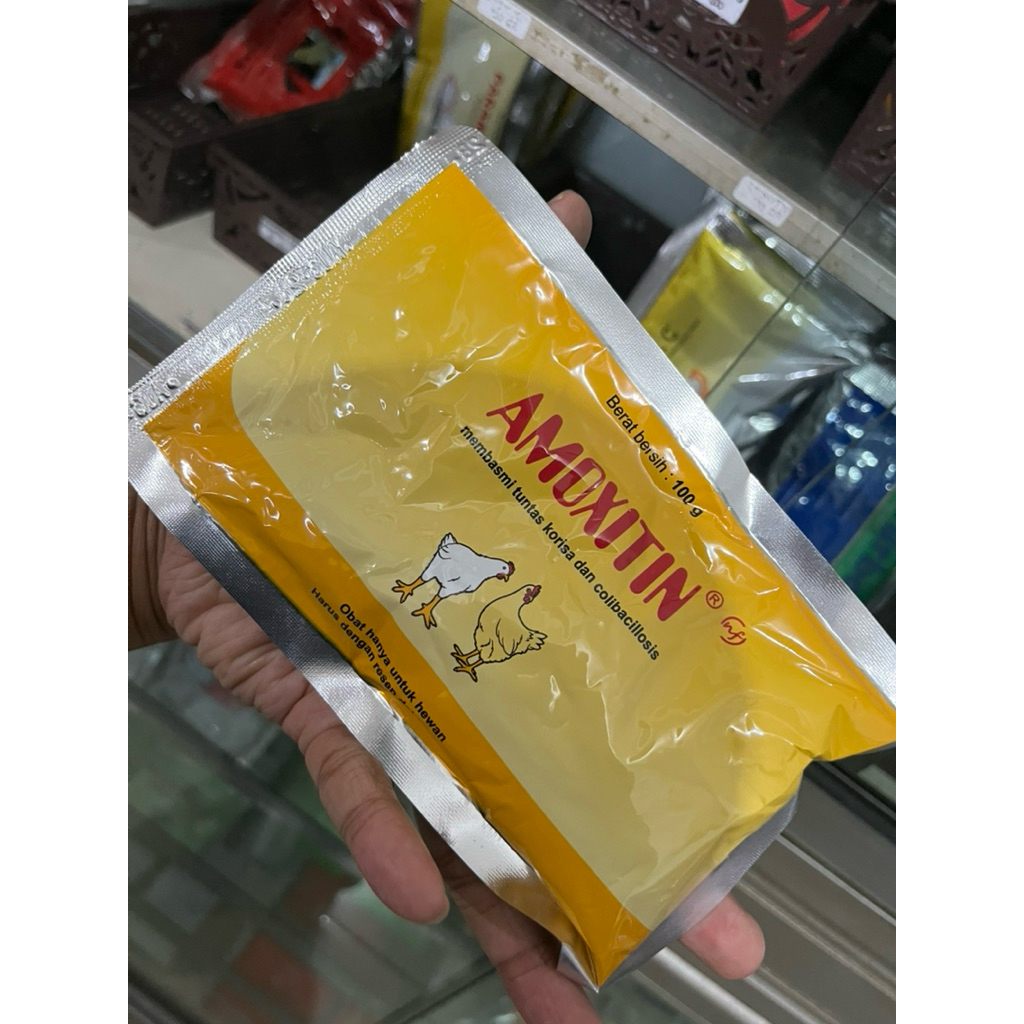 Berat bersih : 100 g
AMOXITIN ®
membasmi tuntas korisa dan colibacillosis
Obat hanya untuk hewan
Harus dengan resep